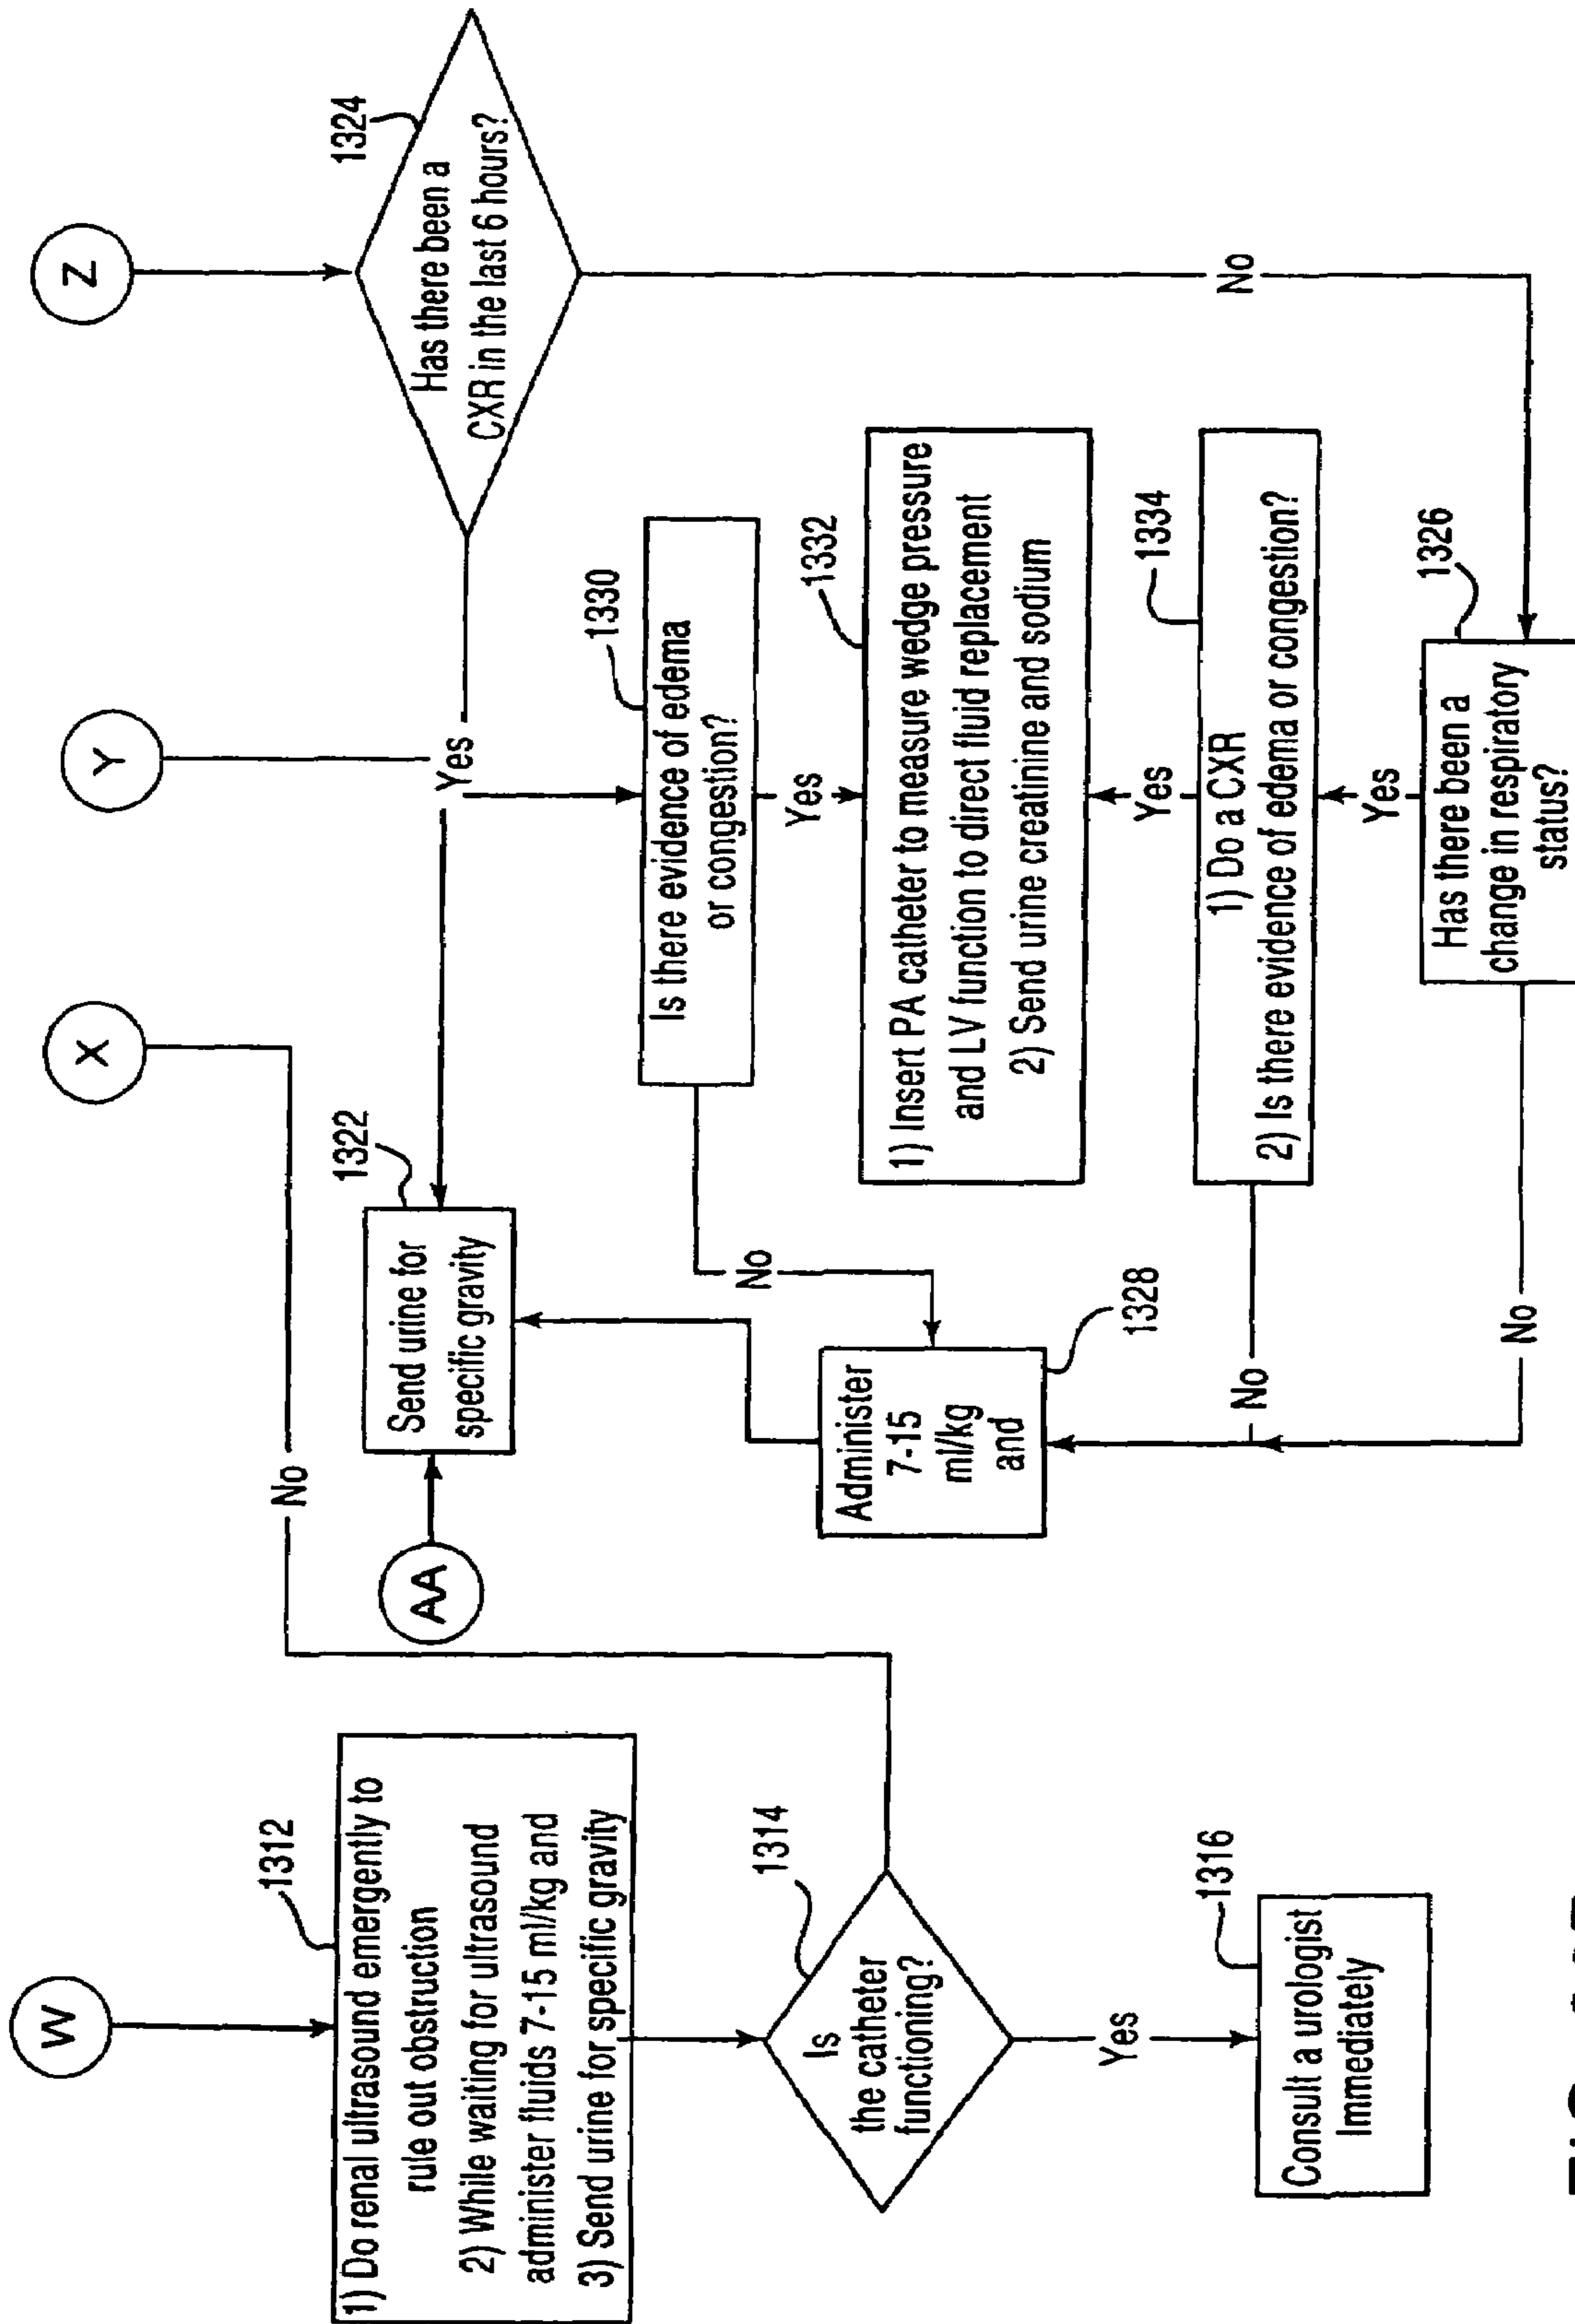 W
X
Y
Z
1312
1) Do renal ultrasound emergently to
rule out obstruction
2) While waiting for ultrasound
administer fluids 7-15 ml/kg and
3) Send urine for specific gravity
1314
Is
the catheter
functioning?
No
Yes
1316
Consult a urologist
Immediately
AA
1322
Send urine for
specific gravity
1324
Has there been a
CXR in the last 6 hours?
Yes
No
1330
Is there evidence of edema
or congestion?
No
Yes
1328
Administer
7-15
ml/kg
and
1332
1) Insert PA catheter to measure wedge pressure
and LV function to direct fluid replacement
2) Send urine creatinine and sodium
Yes
1334
1) Do a CXR
2) Is there evidence of edema or congestion?
No
Yes
1326
Has there been a
change in respiratory
status?
No